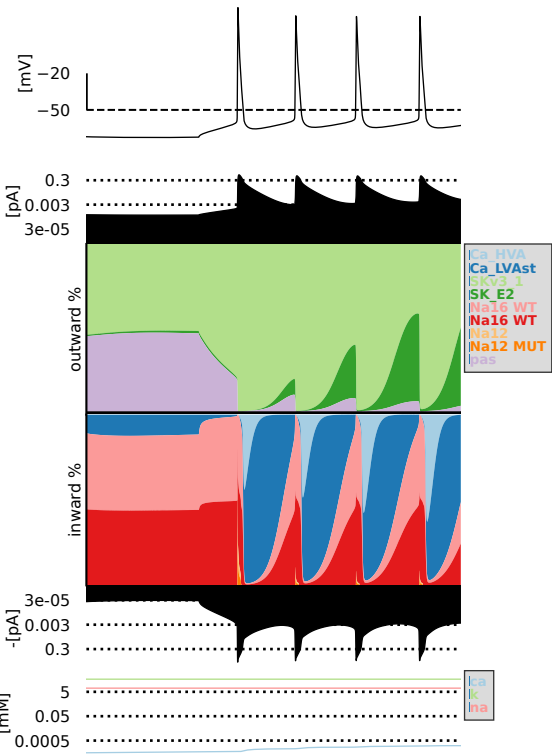 [mV]
−20
−50
[pA]
0.3
0.003
3e-05
outward %
Ca_HVA
Ca_LVAst
SKv3_1
SK_E2
Na16 WT
Na16 WT
Na12
Na12 MUT
pas
inward %
-[pA]
3e-05
0.003
0.3
[mM]
5
0.05
0.0005
ca
k
na